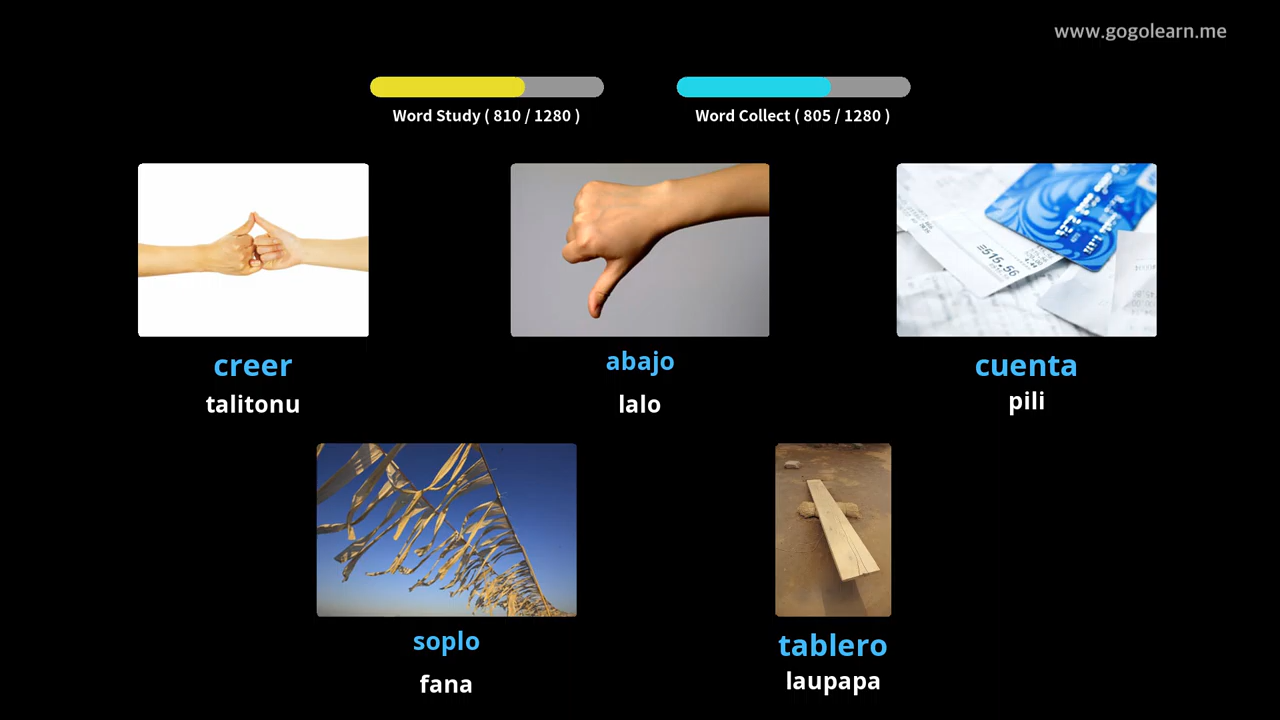 www.gogolearn.me
Word Study ( 810 / 1280 )
Word Collect ( 805 / 1280 )
creer
talitonu
abajo
lalo
cuenta
pili
soplo
fana
tablero
laupapa